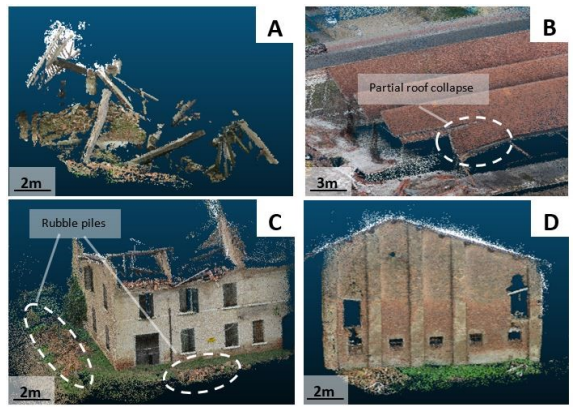 A
2m
B
Partial roof collapse
3m
C
Rubble piles
2m
D
2m